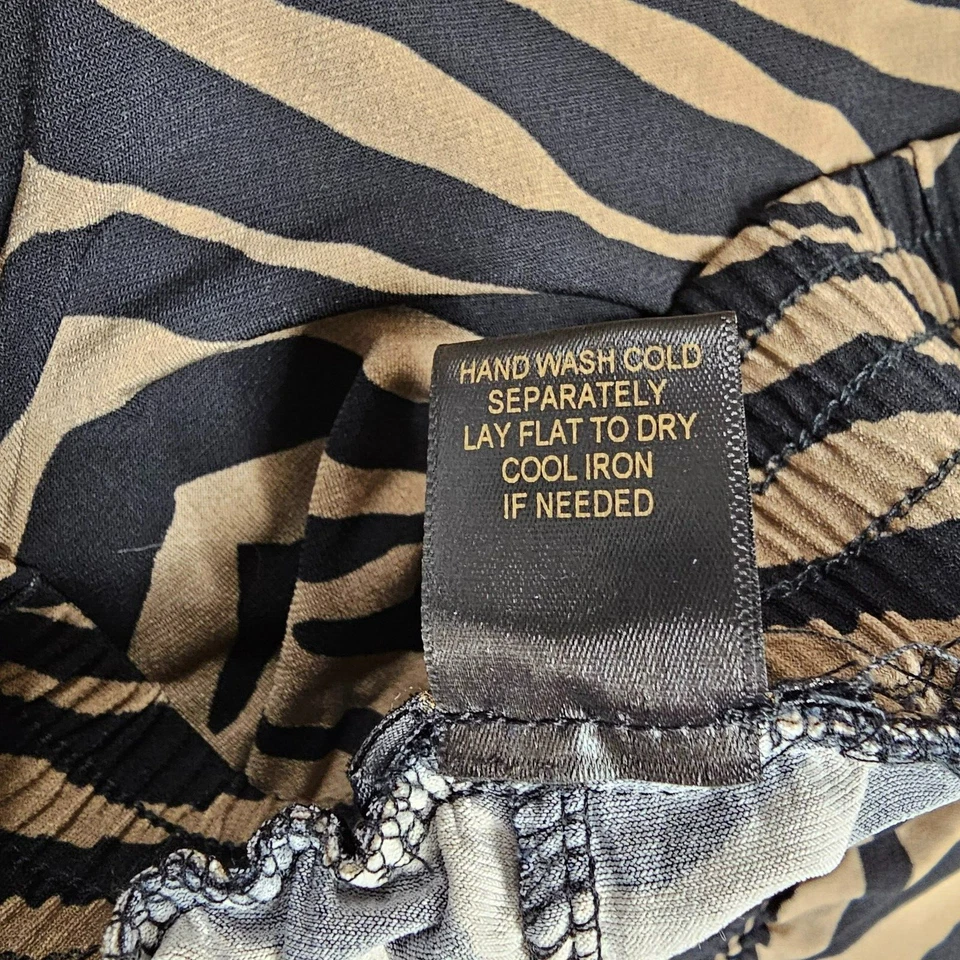 HAND WASH COLD
SEPARATELY
LAY FLAT TO DRY
COOL IRON
IF NEEDED